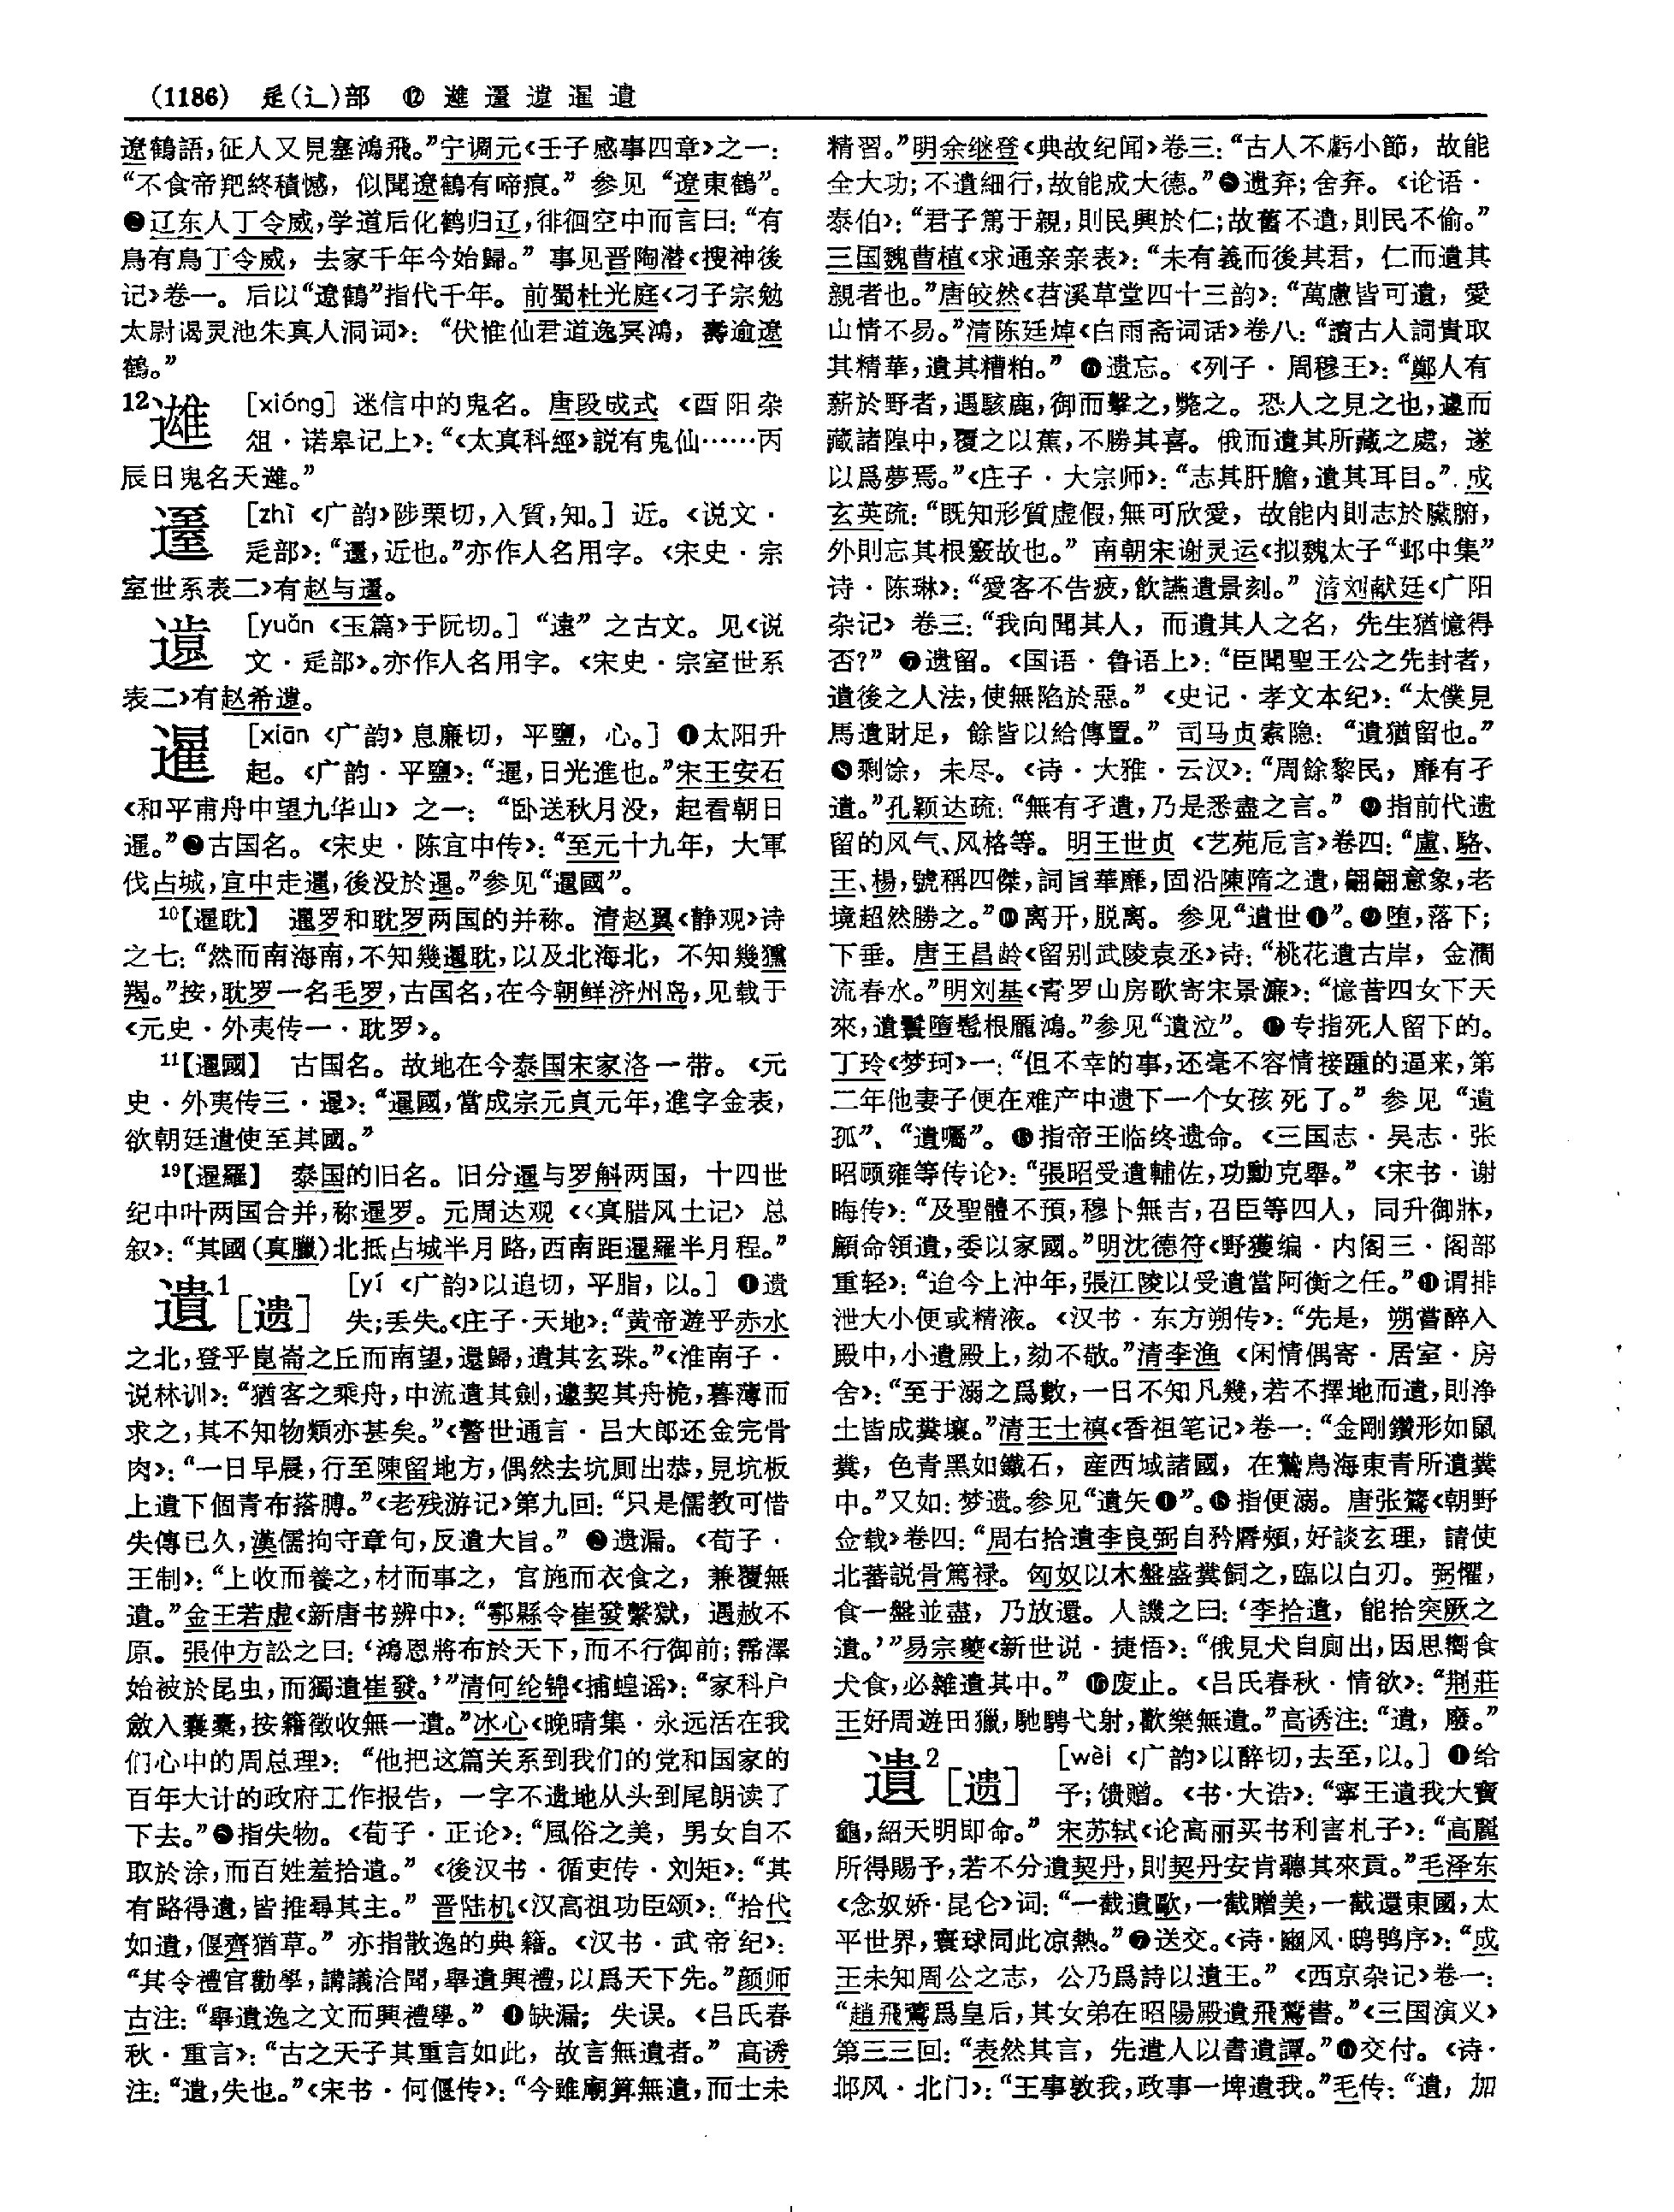 (1186) 辵(辶)部 ⑫ 䧺 遷 遠 暹 遺
遼鶴語，征人又見塞鴻飛。”宁调元《壬子感事四章》之一：
“不食帝羓終積憾，似聞遼鶴有啼痕。” 参见 “遼東鶴”。
❷辽东人丁令威，学道后化鹤归辽，徘徊空中而言曰：“有
鳥有鳥丁令威，去家千年今始歸。” 事见晋陶潜《搜神後
记》卷一。后以“遼鶴”指代千年。前蜀杜光庭《刁子宗勉
太尉谒灵池朱真人洞词》：“伏惟仙君道逸冥鴻，壽逾遼
鶴。”
12 [xióng] 迷信中的鬼名。唐段成式《酉阳杂
俎·诺皋记上》：“《太真科經》説有鬼仙……丙
辰日鬼名天。”
[zhì 《广韵》陟栗切，入質，知。] 近。《说文·
辵部》：“，近也。”亦作人名用字。《宋史·宗
室世系表二》有赵与。
[yuǎn 《玉篇》于阮切。] “遠” 之古文。见《说
文·辵部》。亦作人名用字。《宋史·宗室世系
表二》有赵希。
暹 [xiān 《广韵》息廉切，平鹽，心。] ❶太阳升
起。《广韵·平鹽》：“暹，日光進也。”宋王安石
《和平甫舟中望九华山》之一：“卧送秋月没，起看朝日
暹。”❷古国名。《宋史·陈宜中传》：“至元十九年，大軍
伐占城，宜中走暹，後没於暹。”参见“暹國”。
10【暹耽】 暹罗和耽罗两国的并称。清赵翼《静观》诗
之七：“然而南海南，不知幾暹耽，以及北海北，不知幾獯
羯。”按，耽罗一名毛罗，古国名，在今朝鲜济州岛，见载于
《元史·外夷传一·耽罗》。
11【暹國】 古国名。故地在今泰国宋家洛一带。《元
史·外夷传三·暹》：“暹國，當成宗元貞元年，進字金表，
欲朝廷遣使至其國。”
19【暹羅】 泰国的旧名。旧分暹与罗斛两国，十四世
纪中叶两国合并，称暹罗。元周达观《〈真腊风土记〉总
叙》：“其國（真臘）北抵占城半月路，西南距暹羅半月程。”
遺1[遗] [yí 《广韵》以追切，平脂，以。] ❶遗
失；丢失。《庄子·天地》：“黄帝遊乎赤水
之北，登乎崑崙之丘而南望，還歸，遺其玄珠。”《淮南子·
说林训》：“猶客之乘舟，中流遺其劍，遽契其舟桅，暮薄而
求之，其不知物類亦甚矣。”《警世通言·吕大郎还金完骨
肉》：“一日早晨，行至陳留地方，偶然去坑厠出恭，見坑板
上遺下個青布搭膊。”《老残游记》第九回：“只是儒教可惜
失傳已久，漢儒拘守章句，反遺大旨。” ❷遗漏。《荀子·
王制》：“上收而養之，材而事之，官施而衣食之，兼覆無
遺。”金王若虚《新唐书辨中》：“鄠縣令崔發繫獄，遇赦不
原。張仲方訟之曰：‘鴻恩將布於天下，而不行御前；霈澤
始被於昆虫，而獨遺崔發。’”清何纶锦《捕蝗谣》：“家科户
斂入囊橐，按籍徵收無一遺。”冰心《晚晴集·永远活在我
们心中的周总理》：“他把这篇关系到我们的党和国家的
百年大计的政府工作报告，一字不遗地从头到尾朗读了
下去。”❸指失物。《荀子·正论》：“風俗之美，男女自不
取於涂，而百姓羞拾遺。” 《後汉书·循吏传·刘矩》：“其
有路得遺，皆推尋其主。” 晋陆机《汉高祖功臣颂》：“拾代
如遺，偃齊猶草。” 亦指散逸的典籍。《汉书·武帝纪》：
“其令禮官勸學，講議洽聞，舉遺興禮，以爲天下先。”颜师
古注：“舉遺逸之文而興禮學。” ❹缺漏；失误。《吕氏春
秋·重言》：“古之天子其重言如此，故言無遺者。” 高诱
注：“遺，失也。”《宋书·何偃传》：“今雖廟算無遺，而士未
精習。”明余继登《典故纪闻》卷三：“古人不虧小節，故能
全大功；不遺細行，故能成大德。”❺遗弃；舍弃。《论语·
泰伯》：“君子篤于親，則民興於仁；故舊不遺，則民不偷。”
三国魏曹植《求通亲亲表》：“未有義而後其君，仁而遺其
親者也。”唐皎然《苕溪草堂四十三韵》：“萬慮皆可遺，愛
山情不易。”清陈廷焯《白雨斋词话》卷八：“讀古人詞貴取
其精華，遺其糟粕。” ❻遗忘。《列子·周穆王》：“鄭人有
薪於野者，遇駭鹿，御而擊之，斃之。恐人之見之也，遽而
藏諸隍中，覆之以蕉，不勝其喜。俄而遺其所藏之處，遂
以爲夢焉。”《庄子·大宗师》：“忘其肝膽，遺其耳目。”成
玄英疏：“既知形質虚假，無可欣愛，故能内則忘於臟腑，
外則忘其根竅故也。” 南朝宋谢灵运《拟魏太子“邺中集”
诗·陈琳》：“愛客不告疲，飲讌遺景刻。” 清刘献廷《广阳
杂记》卷三：“我向聞其人，而遺其人之名，先生猶憶得
否？” ❼遗留。《国语·鲁语上》：“臣聞聖王公之先封者，
遺後之人法，使無陷於惡。” 《史记·孝文本纪》：“太僕見
馬遺財足，餘皆以給傳置。” 司马贞索隐：“遺猶留也。”
❽剩馀，未尽。《诗·大雅·云汉》：“周餘黎民，靡有孑
遺。”孔颖达疏：“無有孑遺，乃是悉盡之言。” ❾指前代遗
留的风气、风格等。明王世贞《艺苑卮言》卷四：“盧、駱、
王、楊，號稱四傑，詞旨華靡，固沿陳隋之遺，翩翩意象，老
境超然勝之。”❿离开，脱离。参见“遺世❶”。⓫堕，落下；
下垂。唐王昌龄《留别武陵袁丞》诗：“桃花遺古岸，金澗
流春水。”明刘基《青罗山房歌寄宋景濂》：“憶昔四女下天
來，遺鬟墮髻根雁鴻。”参见“遺泣”。⓬专指死人留下的。
丁玲《梦珂》一：“但不幸的事，还毫不容情接踵的逼来，第
二年他妻子便在难产中遗下一个女孩死了。” 参见 “遺
孤”、“遺囑”。⓭指帝王临终遗命。《三国志·吴志·张
昭顾雍等传论》：“張昭受遺輔佐，功勳克舉。” 《宋书·谢
晦传》：“及聖體不預，穆卜無吉，召臣等四人，同升御牀，
顧命領遺，委以家國。”明沈德符《野獲编·内阁三·阁部
重轻》：“迨今上沖年，張江陵以受遺當阿衡之任。”⓮谓排
泄大小便或精液。《汉书·东方朔传》：“先是，朔嘗醉入
殿中，小遺殿上，劾不敬。”清李渔《闲情偶寄·居室·房
舍》：“至于溺之爲數，一日不知凡幾，若不擇地而遺，則净
土皆成糞壤。”清王士禛《香祖笔记》卷一：“金剛鑽形如鼠
糞，色青黑如鐵石，産西域諸國，在鷙鳥海東青所遺糞
中。”又如：梦遗。参见“遺矢❶”。⓯指便溺。唐张鷟《朝野
佥载》卷四：“周右拾遺李良弼自矜脣頰，好談玄理，請使
北蕃説骨篤禄。匈奴以木盤盛糞飼之，臨以白刃。弼懼，
食一盤並盡，乃放還。人譏之曰：‘李拾遺，能拾突厥之
遺。’”易宗夔《新世说·捷悟》：“俄見犬自廁出，因思嚮食
犬食，必雜遺其中。” ⓰废止。《吕氏春秋·情欲》：“荆莊
王好周遊田獵，馳騁弋射，歡樂無遺。”高诱注：“遺，廢。”
遺2[遗] [wèi 《广韵》以醉切，去至，以。] ❶给
予；馈赠。《书·大诰》：“寧王遺我大寶
龜，紹天明即命。” 宋苏轼《论高丽买书利害札子》：“高麗
所得賜予，若不分遺契丹，則契丹安肯聽其來貢。”毛泽东
《念奴娇·昆仑》词：“一截遺歐，一截贈美，一截還東國，太
平世界，寰球同此凉熱。”❷送交。《诗·豳风·鸱鸮序》：“成
王未知周公之志，公乃爲詩以遺王。” 《西京杂记》卷一：
“趙飛鷰爲皇后，其女弟在昭陽殿遺飛鷰書。”《三国演义》
第三三回：“表然其言，先遣人以書遺譚。”❸交付。《诗·
邶风·北门》：“王事敦我，政事一埤遺我。”毛传：“遺，加